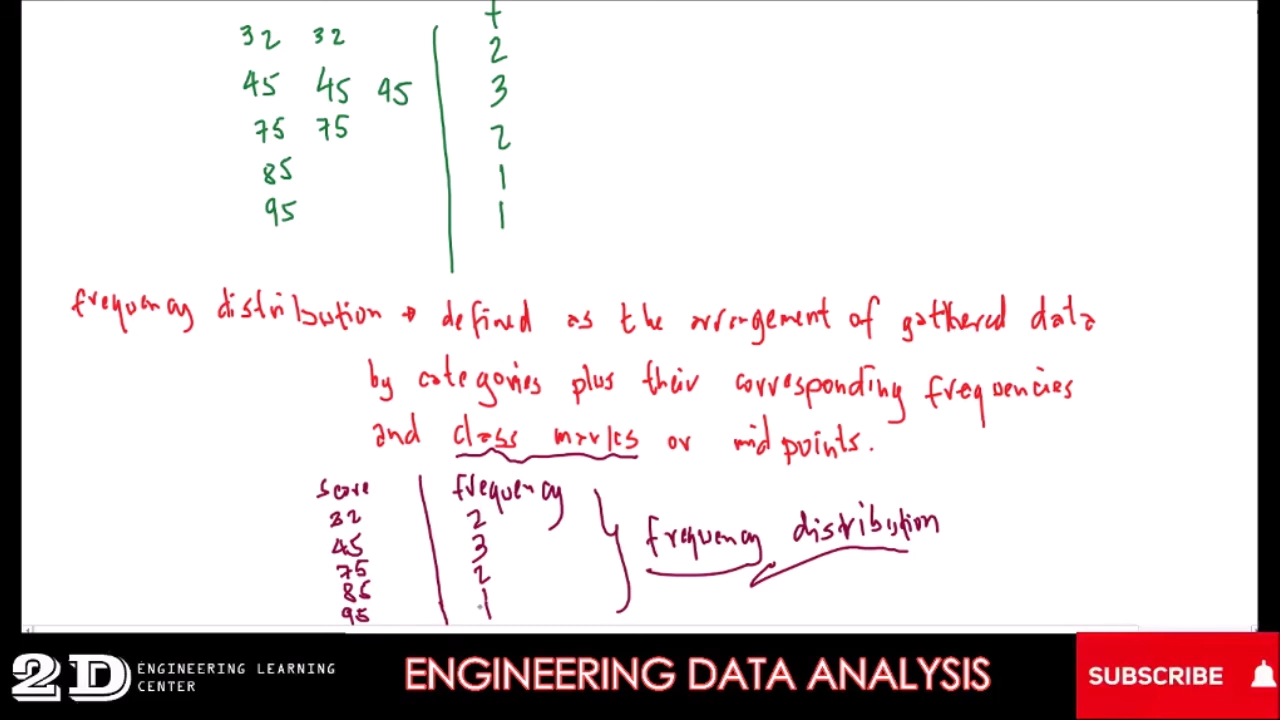 f
32 32 2
45 45 45 3
75 75 2
85 1
95 1
frequency distribution → defined as the arrangement of gathered data
by categories plus their corresponding frequencies
and class marks or midpoints.
Score frequency
32 2
45 3
75 2
85 1
95
frequency distribution
2D ENGINEERING LEARNING
CENTER
ENGINEERING DATA ANALYSIS
SUBSCRIBE